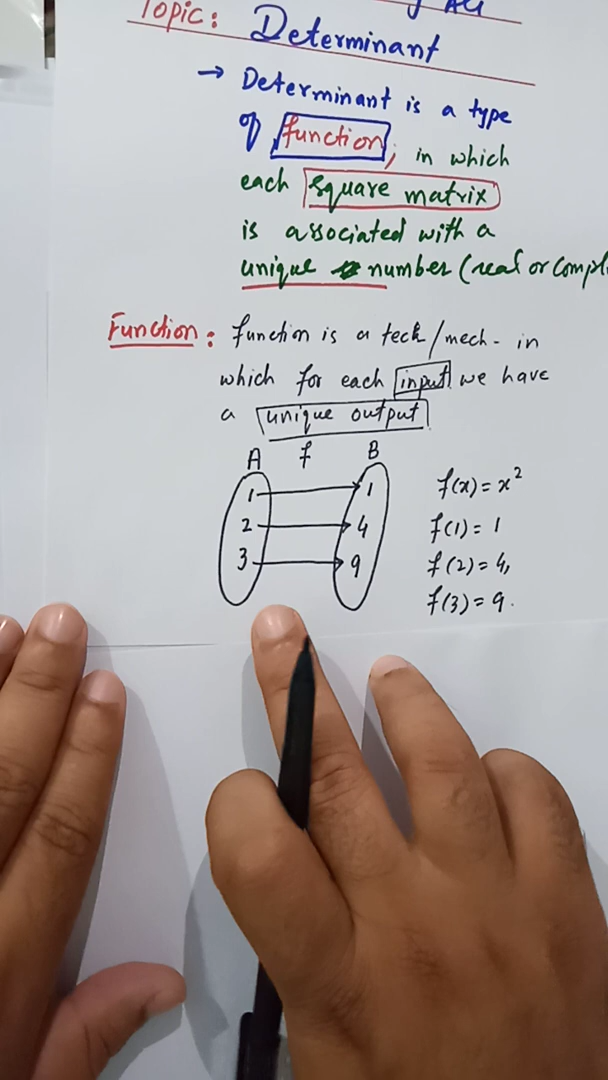 Topic: Determinant
→ Determinant is a type
of function, in which
each square matrix
is associated with a
unique number (real or compl
Function: function is a teck/mech- in
which for each input we have
a unique output
A f B
1 1
2 4
3 9
f(x) = x²
f(1) = 1
f(2) = 4,
f(3) = 9.